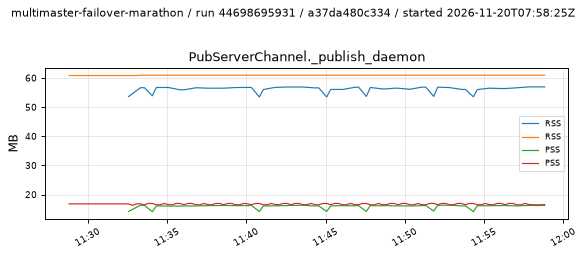 multimaster-failover-marathon / run 44698695931 / a37da480c334 / started 2026-11-20T07:58:25Z
PubServerChannel._publish_daemon
MB
60
50
40
30
20
RSS
RSS
PSS
PSS
11:30
11:35
11:40
11:45
11:50
11:55
12:00